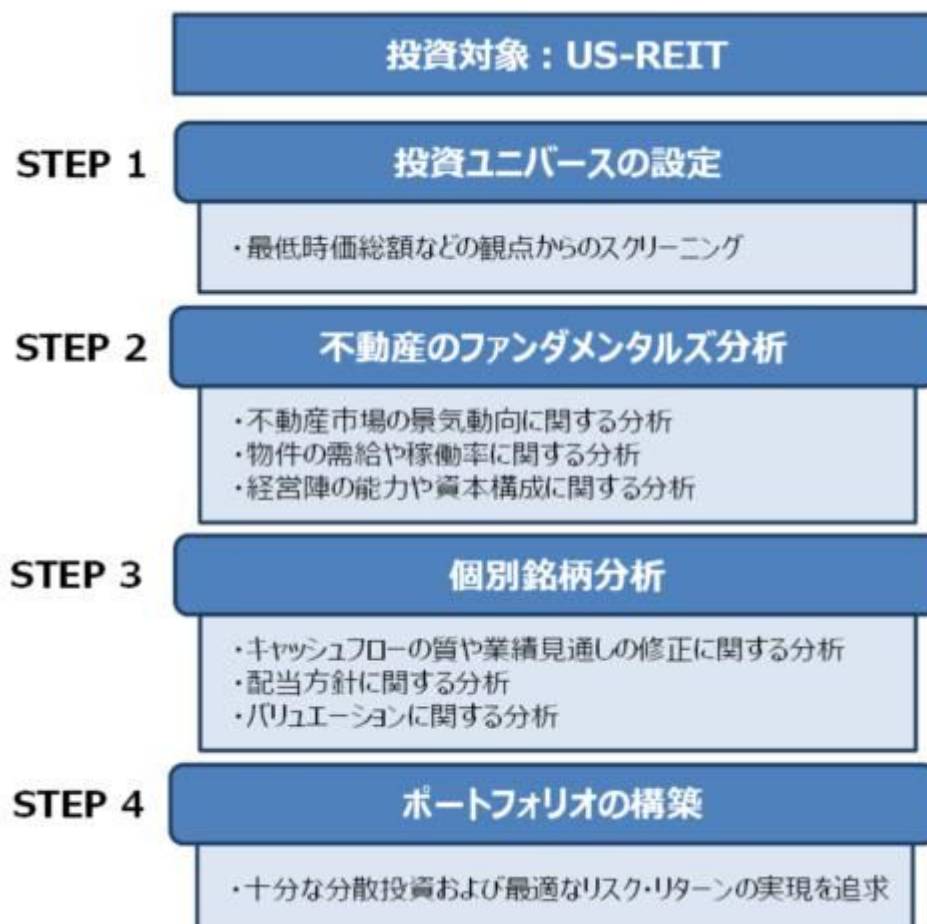 投資対象：US-REIT
STEP 1
投資ユニバースの設定
・最低時価総額などの観点からのスクリーニング
STEP 2
不動産のファンダメンタルズ分析
・不動産市場の景気動向に関する分析
・物件の需給や稼働率に関する分析
・経営陣の能力や資本構成に関する分析
STEP 3
個別銘柄分析
・キャッシュフローの質や業績見通しの修正に関する分析
・配当方針に関する分析
・バリュエーションに関する分析
STEP 4
ポートフォリオの構築
・十分な分散投資および最適なリスク・リターンの実現を追求